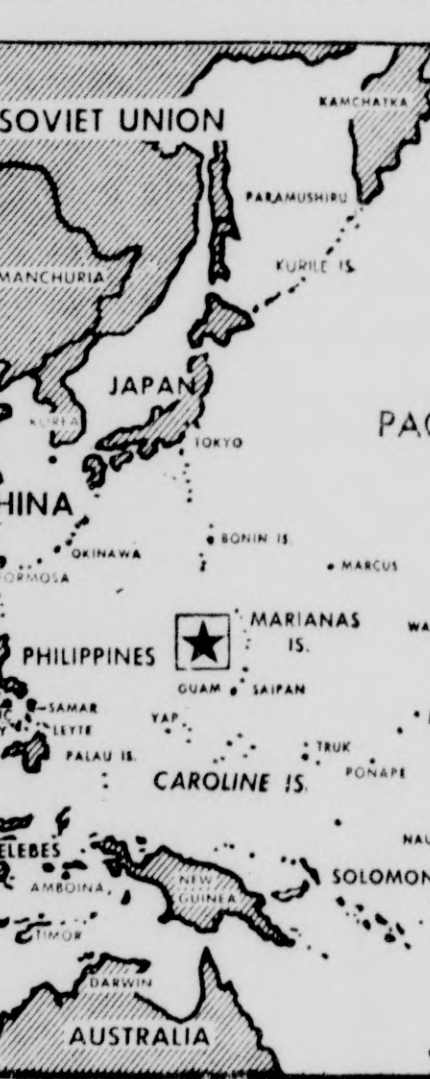 KAMCHATKA
SOVIET UNION
PARAMUSHIRU
KURILE IS.
MANCHURIA
JAPAN
KOREA
PAC
TOKYO
HINA
BONIN IS.
OKINAWA
MARCUS
ORMOSA
MARIANAS
IS.
WA
PHILIPPINES
GUAM
SAIPAN
SAMAR
YAP
LEYTE
TRUK
PALAU IS.
PONAPE
CAROLINE IS.
NAU
ELEBES
SOLOMON
AMBOINA
NEW
GUINEA
TIMOR
DARWIN
AUSTRALIA